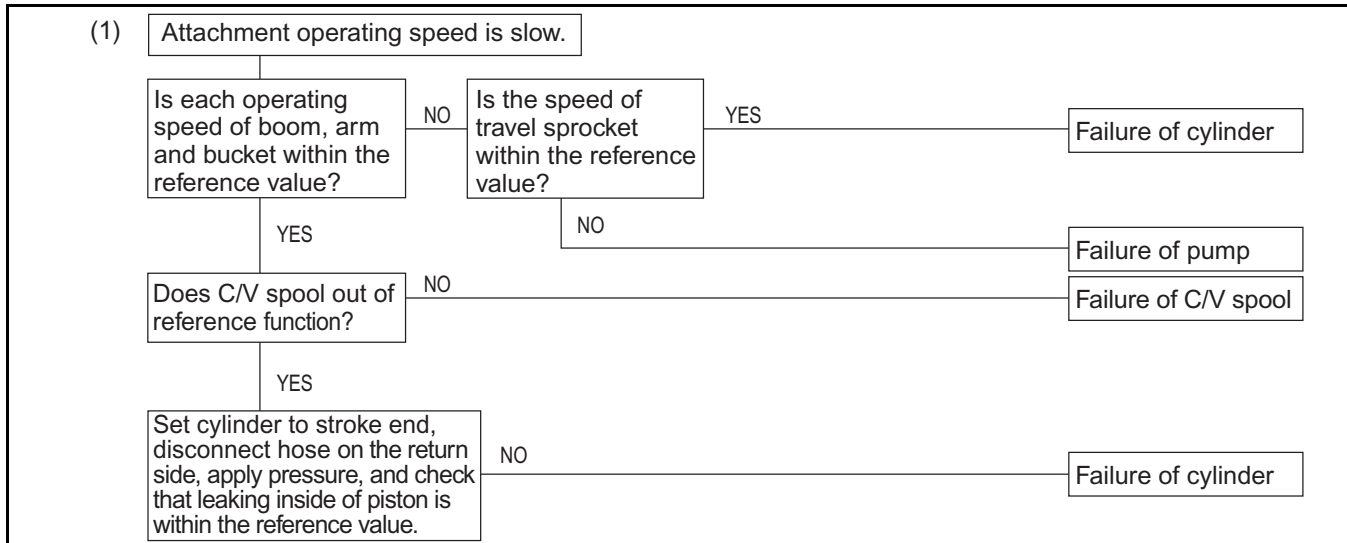 (1)
Attachment operating speed is slow.
Is each operating
speed of boom, arm
and bucket within the
reference value?
NO
Is the speed of
travel sprocket
within the reference
value?
YES
Failure of cylinder
NO
Failure of pump
YES
Does C/V spool out of
reference function?
NO
Failure of C/V spool
YES
Set cylinder to stroke end,
disconnect hose on the return
side, apply pressure, and check
that leaking inside of piston is
within the reference value.
NO
Failure of cylinder